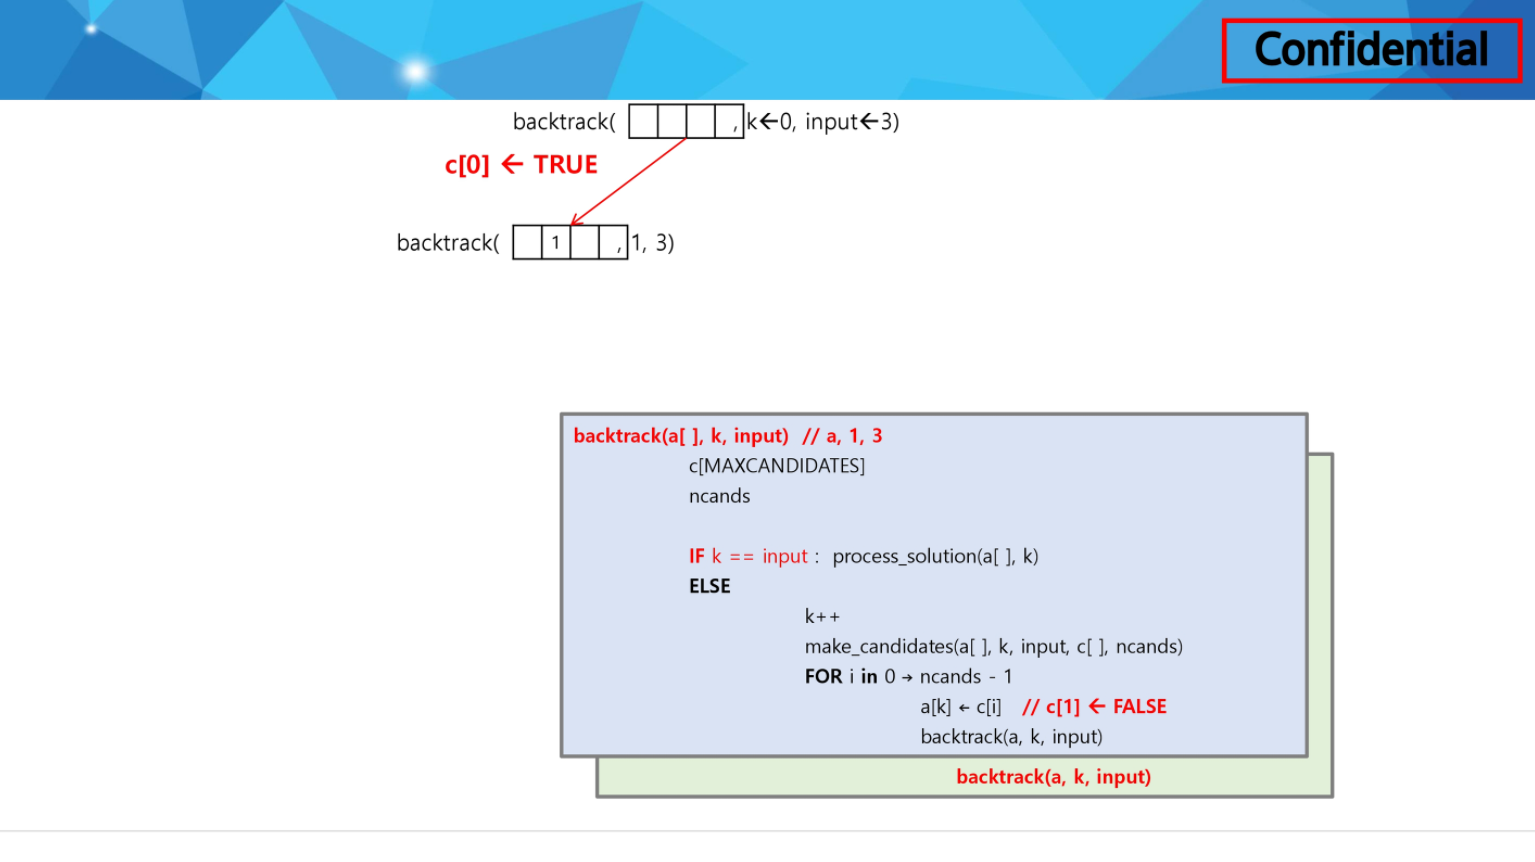 Confidential
backtrack( , k←0, input←3)
c[0] ← TRUE
backtrack( 1 , 1, 3)
backtrack(a[ ], k, input) // a, 1, 3
c[MAXCANDIDATES]
ncands
IF k == input : process_solution(a[ ], k)
ELSE
k++
make_candidates(a[ ], k, input, c[ ], ncands)
FOR i in 0 → ncands - 1
a[k] ← c[i] // c[1] ← FALSE
backtrack(a, k, input)
backtrack(a, k, input)